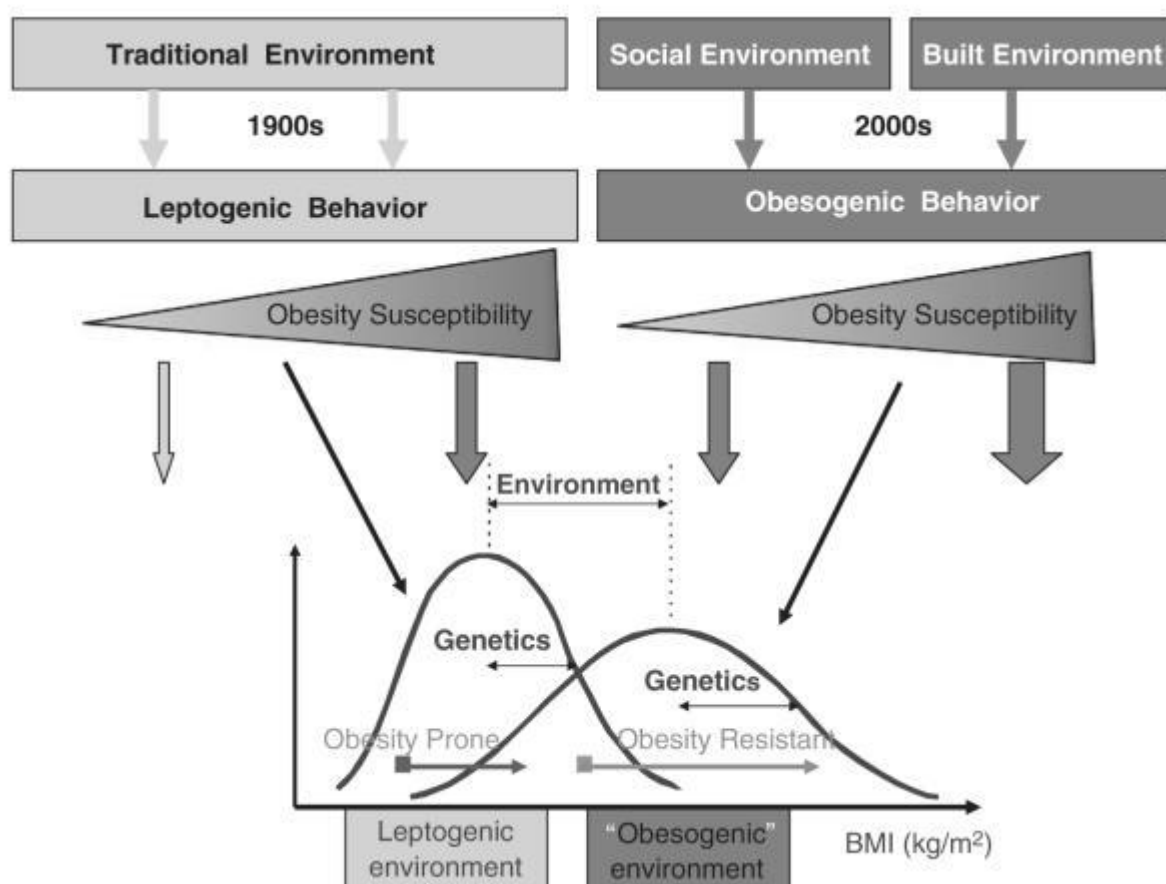 Traditional Environment
Social Environment
Built Environment
1900s
2000s
Leptogenic Behavior
Obesogenic Behavior
Obesity Susceptibility
Obesity Susceptibility
Environment
Genetics
Genetics
Obesity Prone
Obesity Resistant
Leptogenic
environment
"Obesogenic"
environment
BMI (kg/m²)